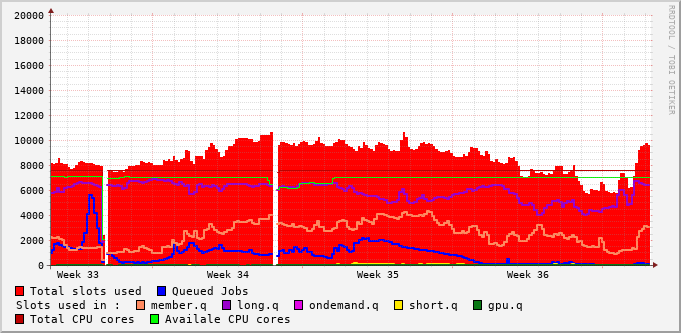 20000
18000
16000
14000
12000
10000
8000
6000
4000
2000
0
Week 33 Week 34 Week 35 Week 36
Total slots used Queued Jobs
Slots used in : member.q long.q ondemand.q short.q gpu.q
Total CPU cores Availale CPU cores
RRDTOOL / TOBI OETIKER